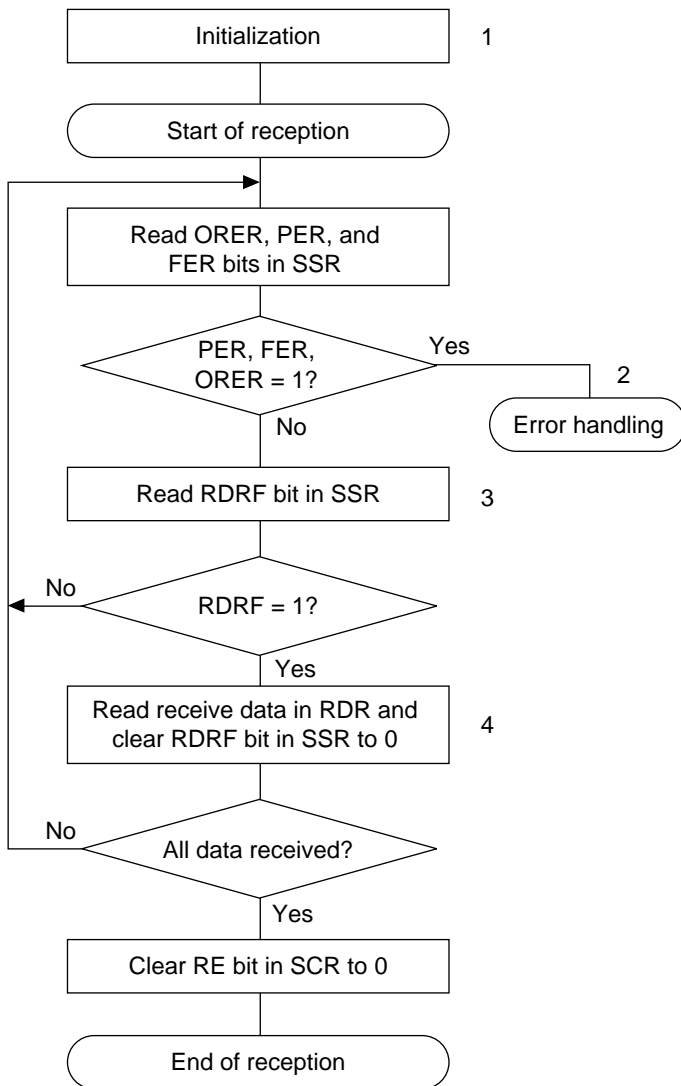 Initialization
1
Start of reception
Read ORER, PER, and
FER bits in SSR
PER, FER,
ORER = 1?
Yes
2
Error handling
No
Read RDRF bit in SSR
3
No
RDRF = 1?
Yes
Read receive data in RDR and
clear RDRF bit in SSR to 0
4
No
All data received?
Yes
Clear RE bit in SCR to 0
End of reception